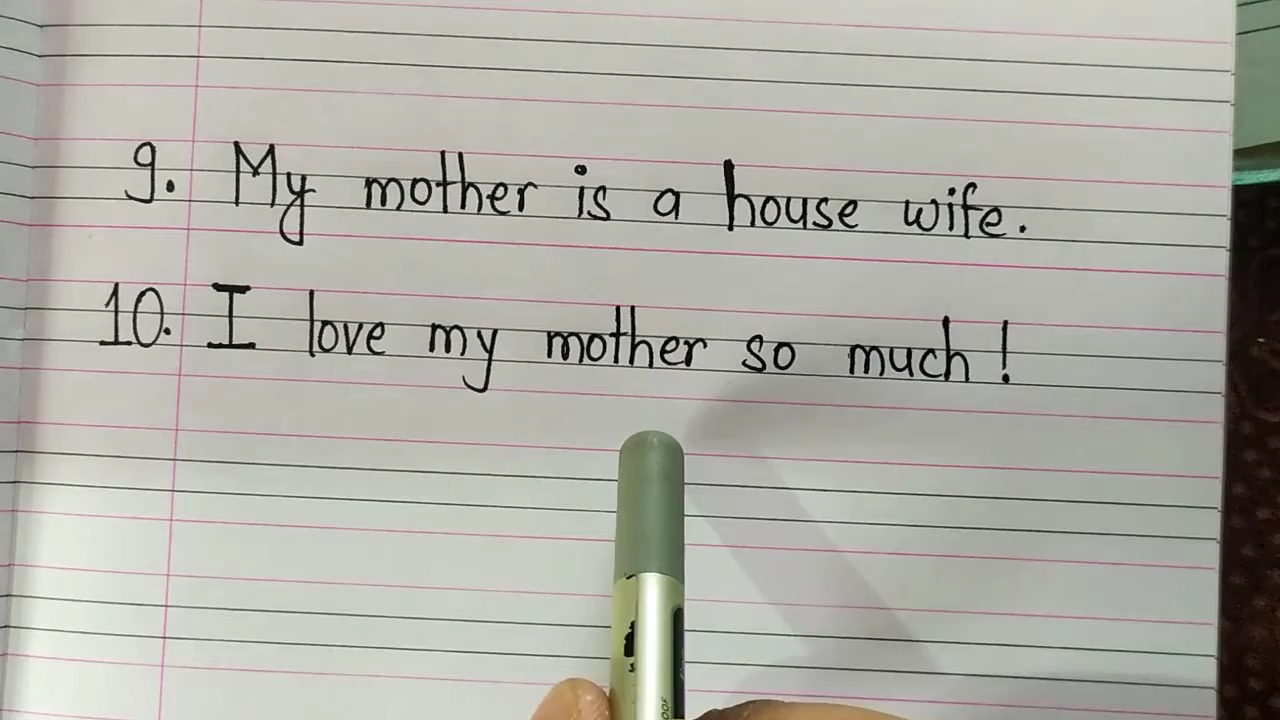 9. My mother is a house wife.
10. I love my mother so much!